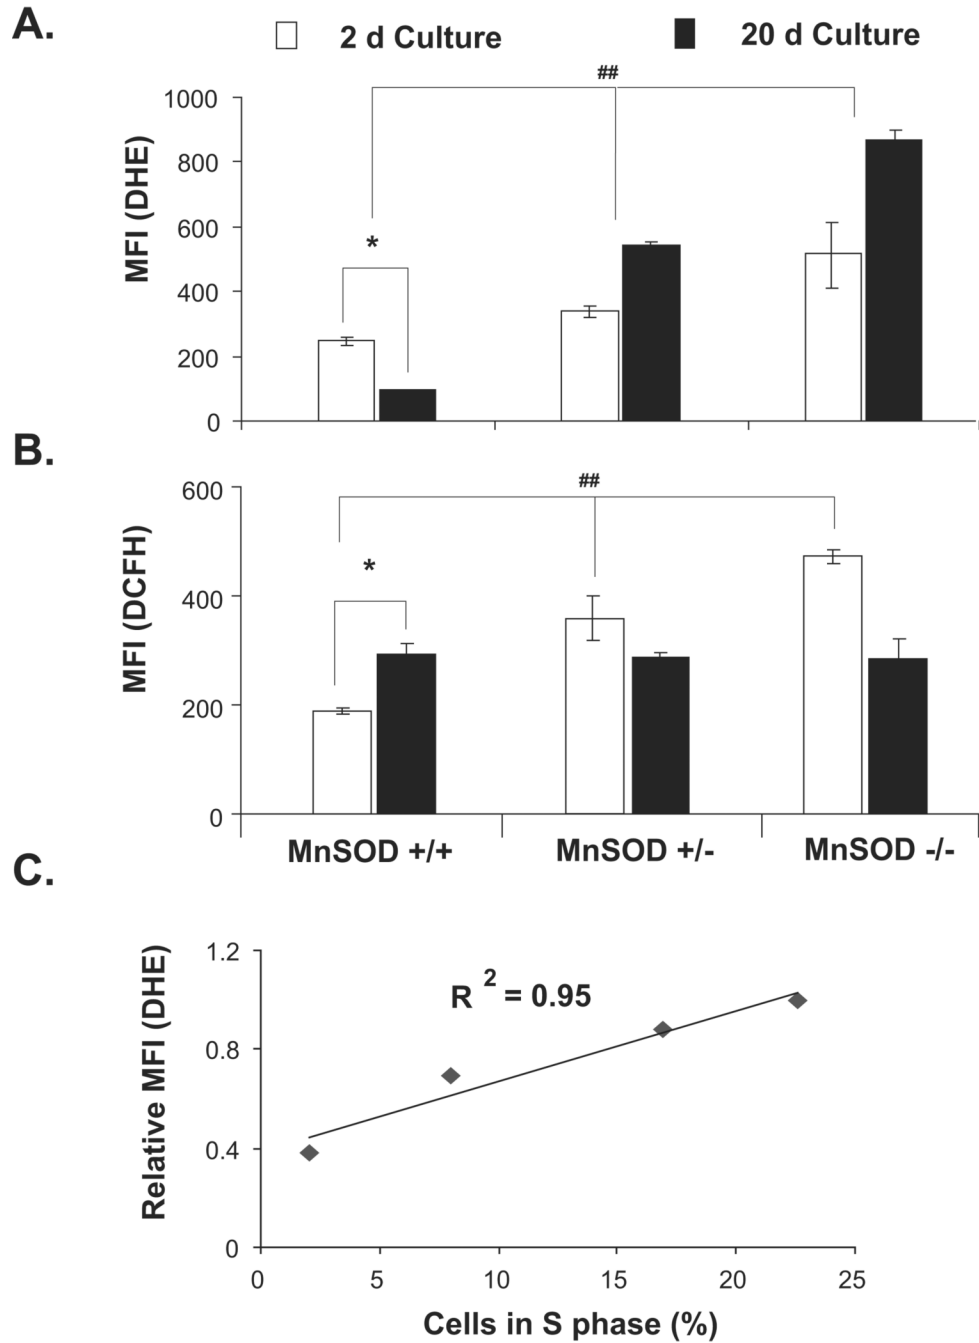 A.
2 d Culture
20 d Culture
##
1000
800
600
400
200
0
MFI (DHE)
*
B.
##
600
400
200
0
MFI (DCFH)
*
MnSOD +/+
MnSOD +/-
MnSOD -/-
C.
1.2
0.8
0.4
0
Relative MFI (DHE)
R 2 = 0.95
0
5
10
15
20
25
Cells in S phase (%)